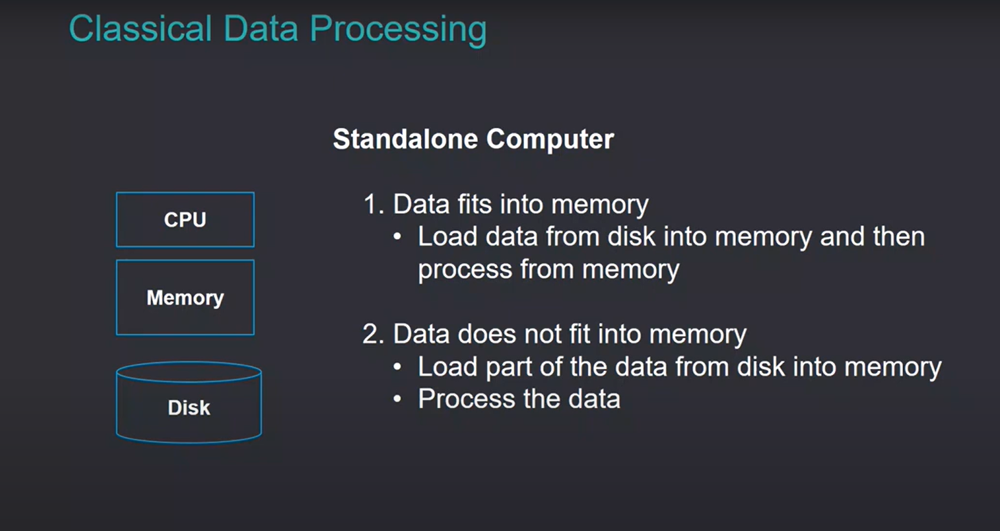 Classical Data Processing
Standalone Computer
CPU
Memory
Disk
1. Data fits into memory
• Load data from disk into memory and then
process from memory
2. Data does not fit into memory
• Load part of the data from disk into memory
• Process the data